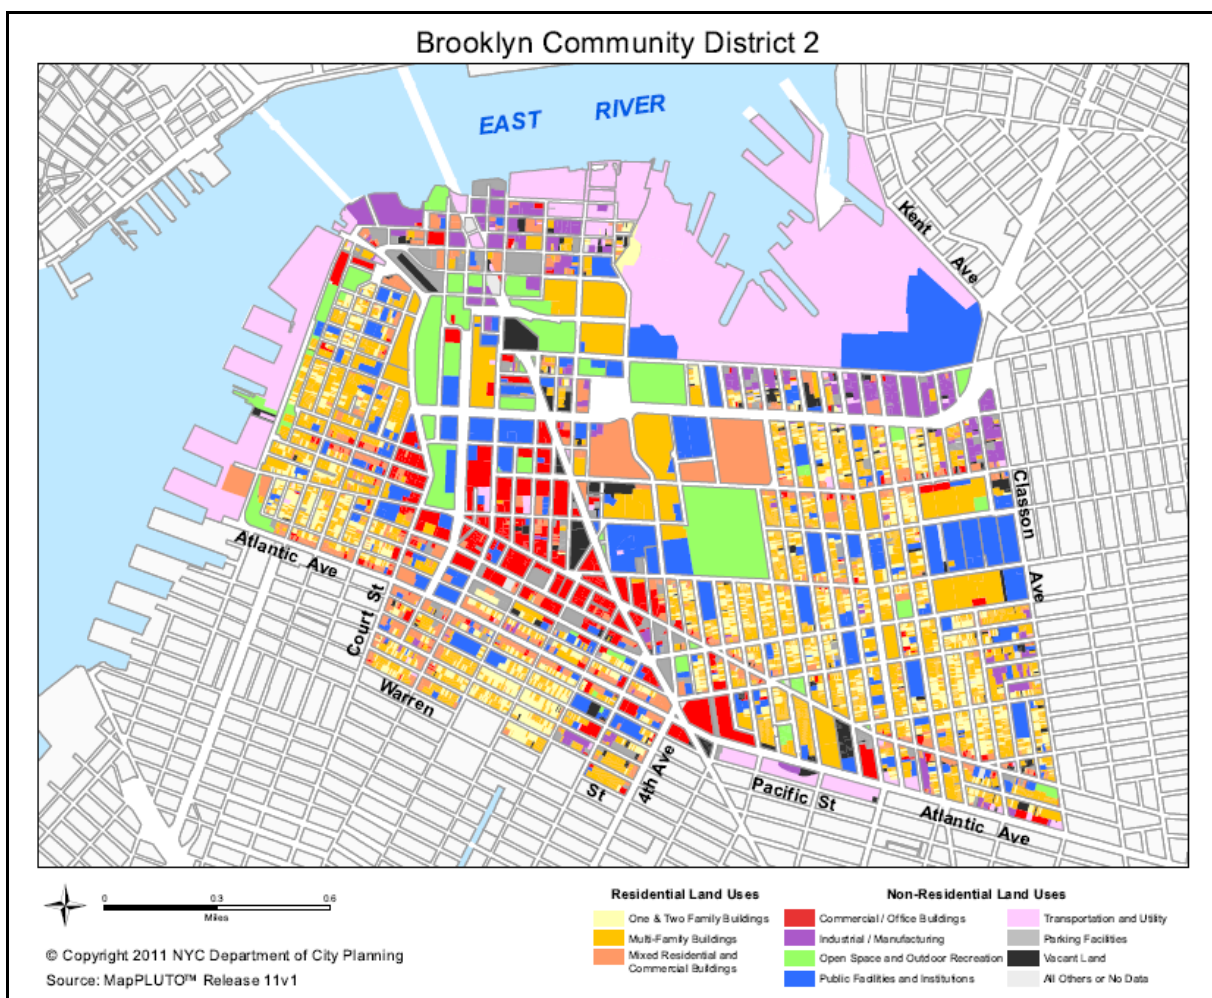 Brooklyn Community District 2
EAST RIVER
Kent Ave
Classon Ave
Atlantic Ave
Court St
Warren St
4th Ave
Pacific St
Atlantic Ave
0 0.3 0.6
Miles
© Copyright 2011 NYC Department of City Planning
Source: MapPLUTO™ Release 11v1
Residential Land Uses
One & Two Family Buildings
Multi-Family Buildings
Mixed Residential and
Commercial Buildings
Non-Residential Land Uses
Commercial / Office Buildings
Industrial / Manufacturing
Open Space and Outdoor Recreation
Public Facilities and Institutions
Transportation and Utility
Parking Facilities
Vacant Land
All Others or No Data